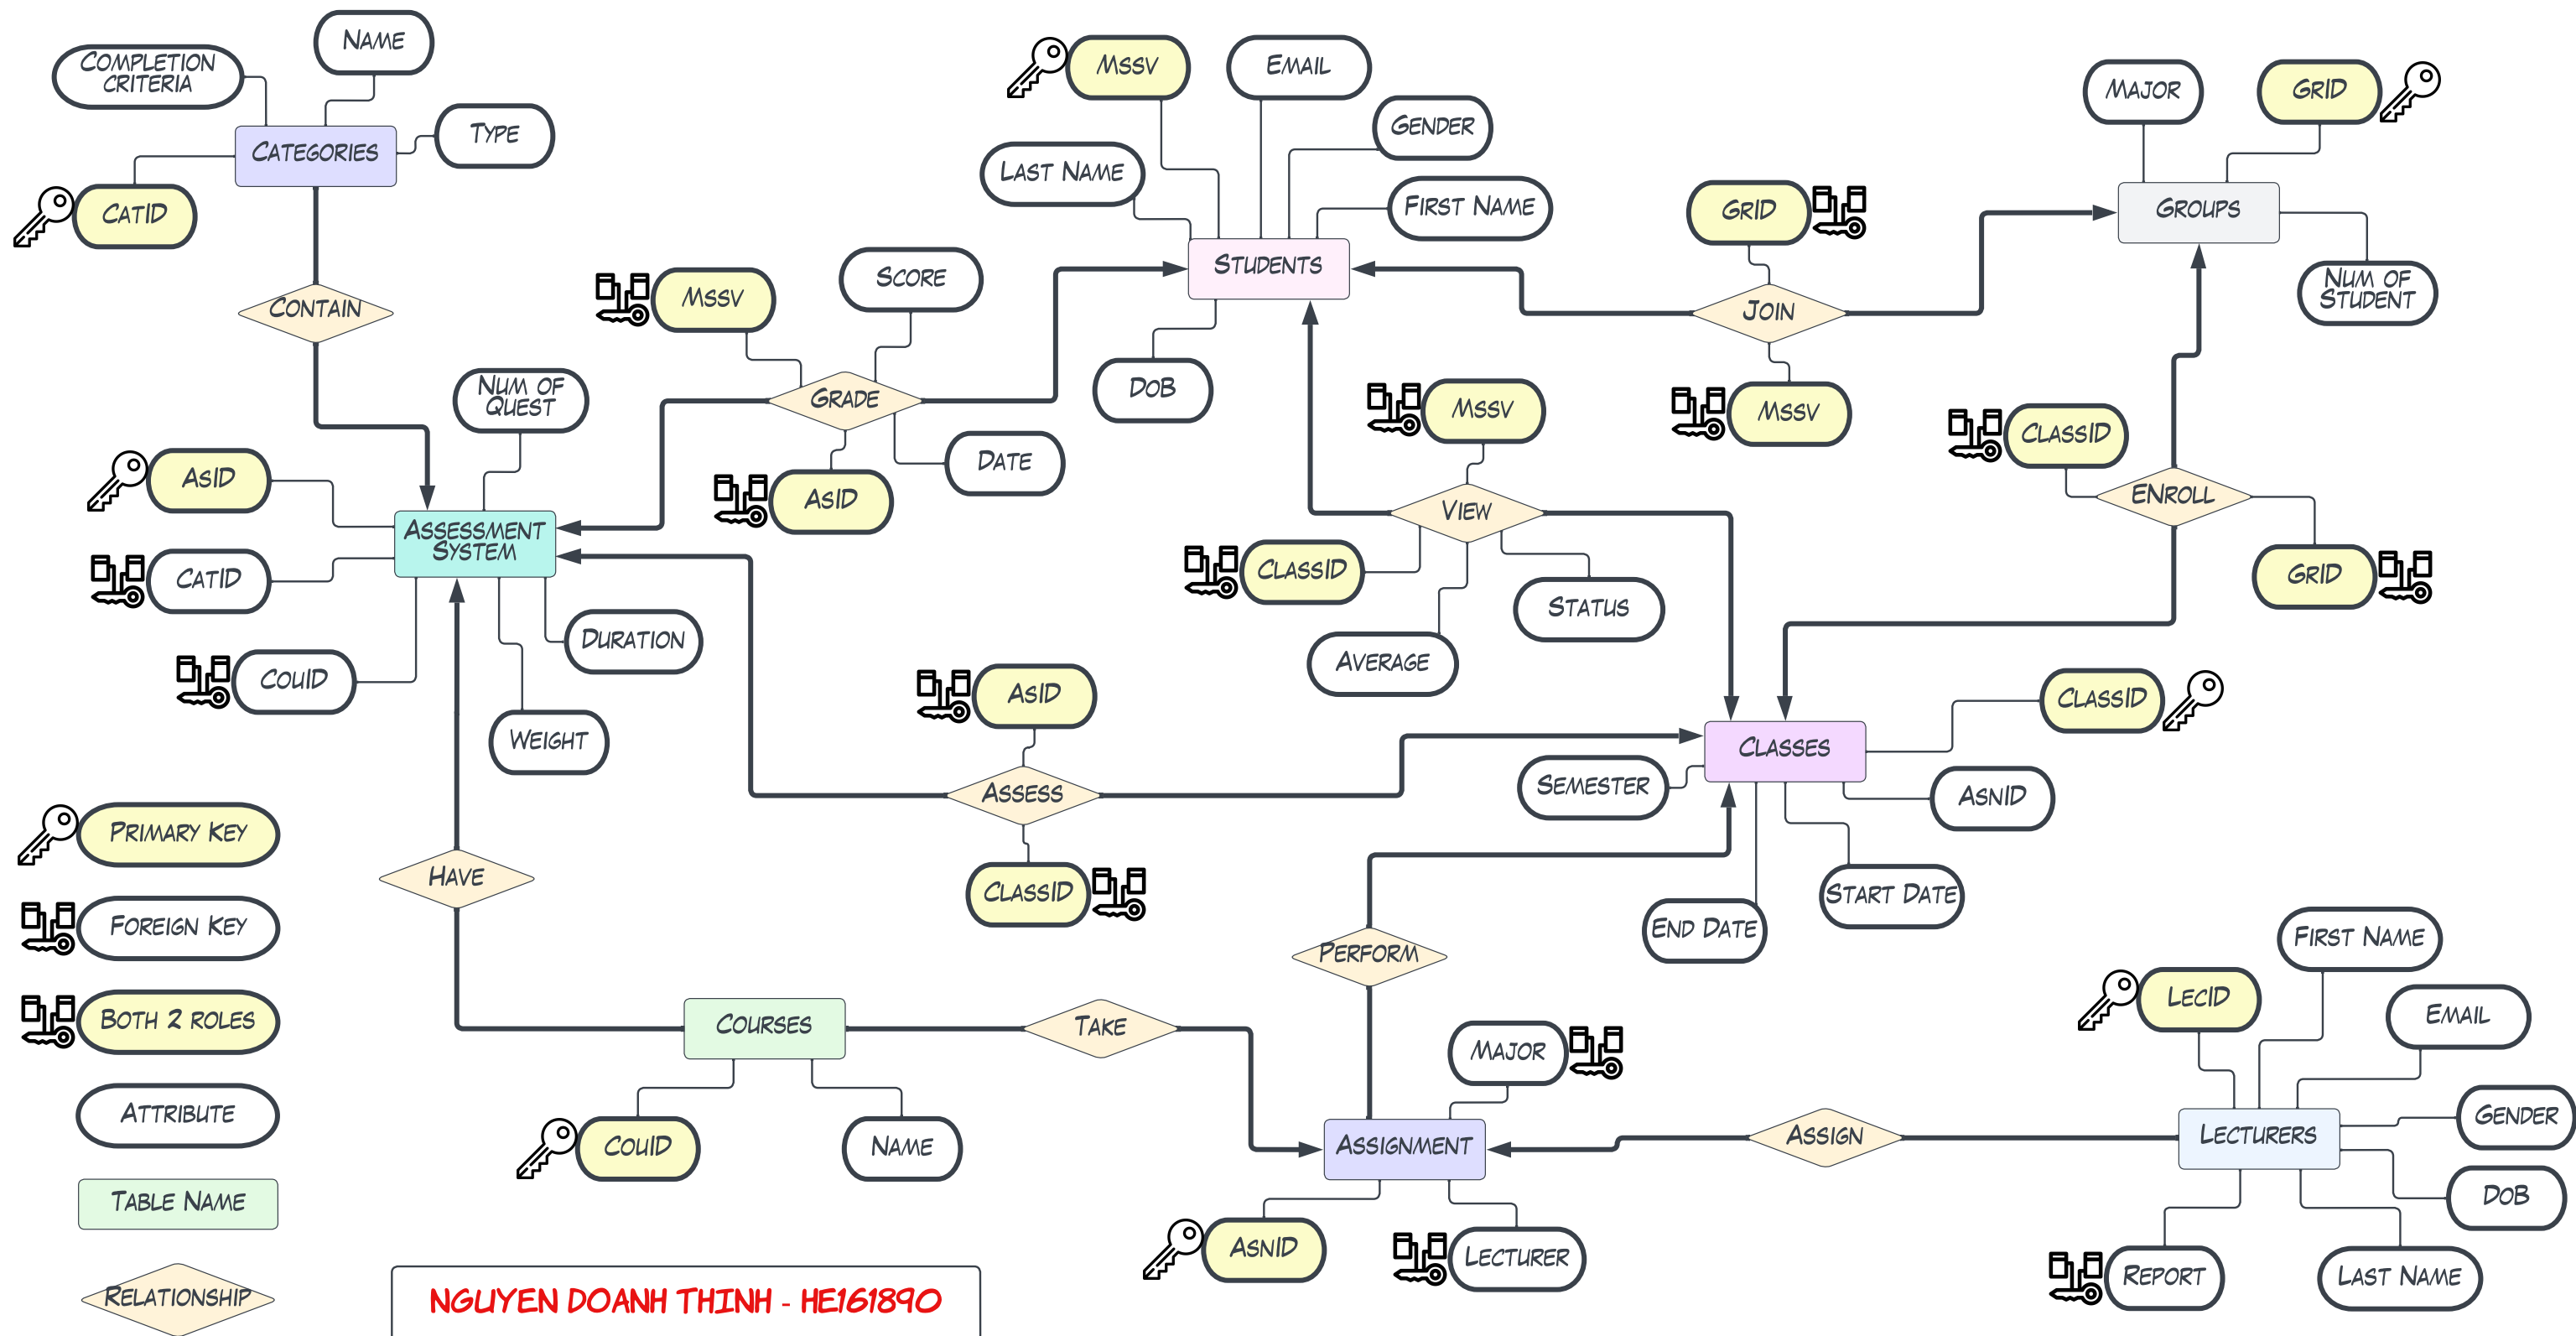 Name
Completion
criteria
Type
Categories
CatID
Contain
Mssv
Email
Gender
Last Name
First Name
Students
DoB
Major
GrID
Groups
Num of
Student
GrID
Join
Mssv
Mssv
Score
Grade
AsID
Date
Num of
Quest
AsID
Assessment
System
CatID
CouID
Duration
Weight
Mssv
View
ClassID
Status
Average
ClassID
ENroll
GrID
AsID
Assess
ClassID
ClassID
Classes
Semester
AsnID
Start Date
End Date
Primary Key
Foreign Key
Both 2 roles
Attribute
Table Name
Relationship
Have
Perform
Courses
Take
CouID
Name
Major
Assignment
AsnID
Lecturer
Assign
First Name
LecID
Email
Gender
Lecturers
DoB
Report
Last Name
NGUYEN DOANH THINH - HE161890